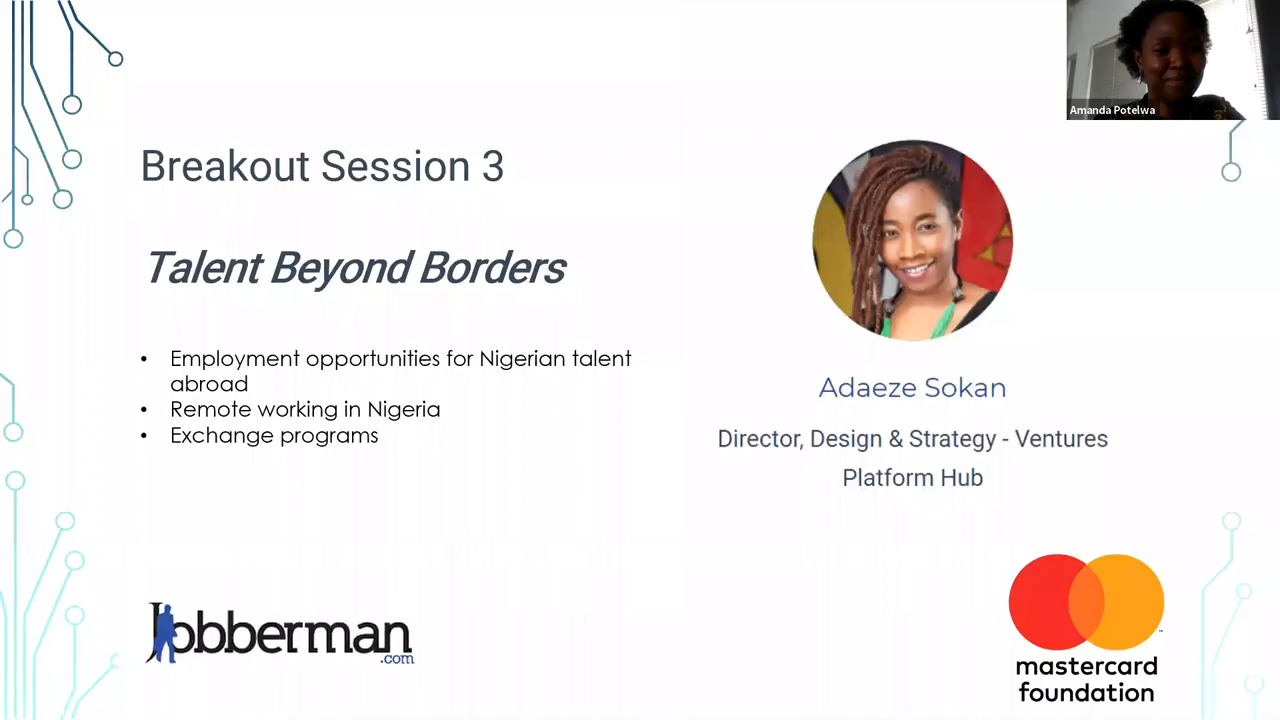 Amanda Potelwa
Breakout Session 3
Talent Beyond Borders
• Employment opportunities for Nigerian talent
abroad
• Remote working in Nigeria
• Exchange programs
Adaeze Sokan
Director, Design & Strategy - Ventures
Platform Hub
Jobberman
.com
mastercard
foundation